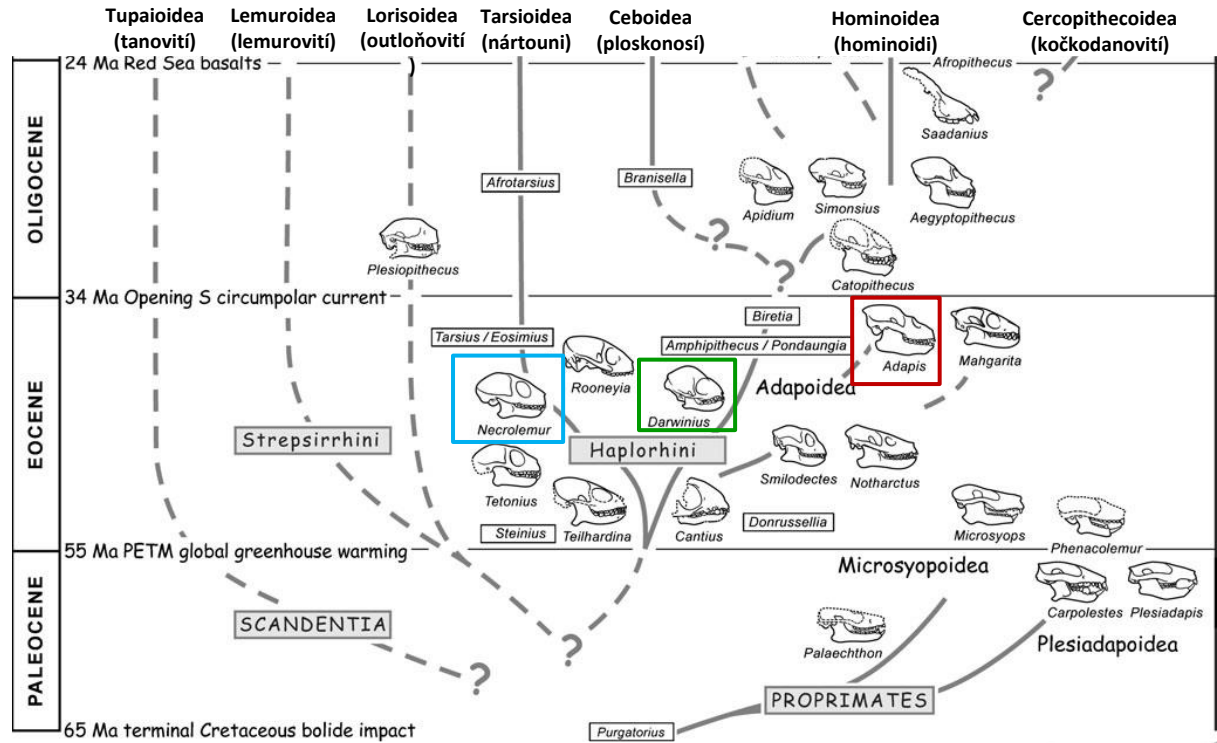 Tupaioidea
(tanovití)
Lemuroidea
(lemurovití)
Lorisoidea
(outloňovití
)
Tarsioidea
(nártouni)
Ceboidea
(ploskonosí)
Hominoidea
(hominoidi)
Cercopithecoidea
(kočkodanovití)
24 Ma Red Sea basalts
Afropithecus
?
Saadanius
OLIGOCENE
Afrotarsius
Branisella
Apidium
Simonsius
Aegyptopithecus
Plesiopithecus
?
?
Catopithecus
34 Ma Opening S circumpolar current
Biretia
Tarsius / Eosimius
Amphipithecus / Pondaungia
Adapis
Mahgarita
Rooneyia
Adapoidea
EOCENE
Necrolemur
Darwinius
Strepsirrhini
Haplorhini
Smilodectes
Notharctus
Tetonius
Steinius
Teilhardina
Cantius
Donrussellia
Microsyops
Phenacolemur
55 Ma PETM global greenhouse warming
Microsyopoidea
Carpolestes
Plesiadapis
PALEOCENE
SCANDENTIA
?
?
Palaechthon
Plesiadapoidea
PROPRIMATES
65 Ma terminal Cretaceous bolide impact
Purgatorius